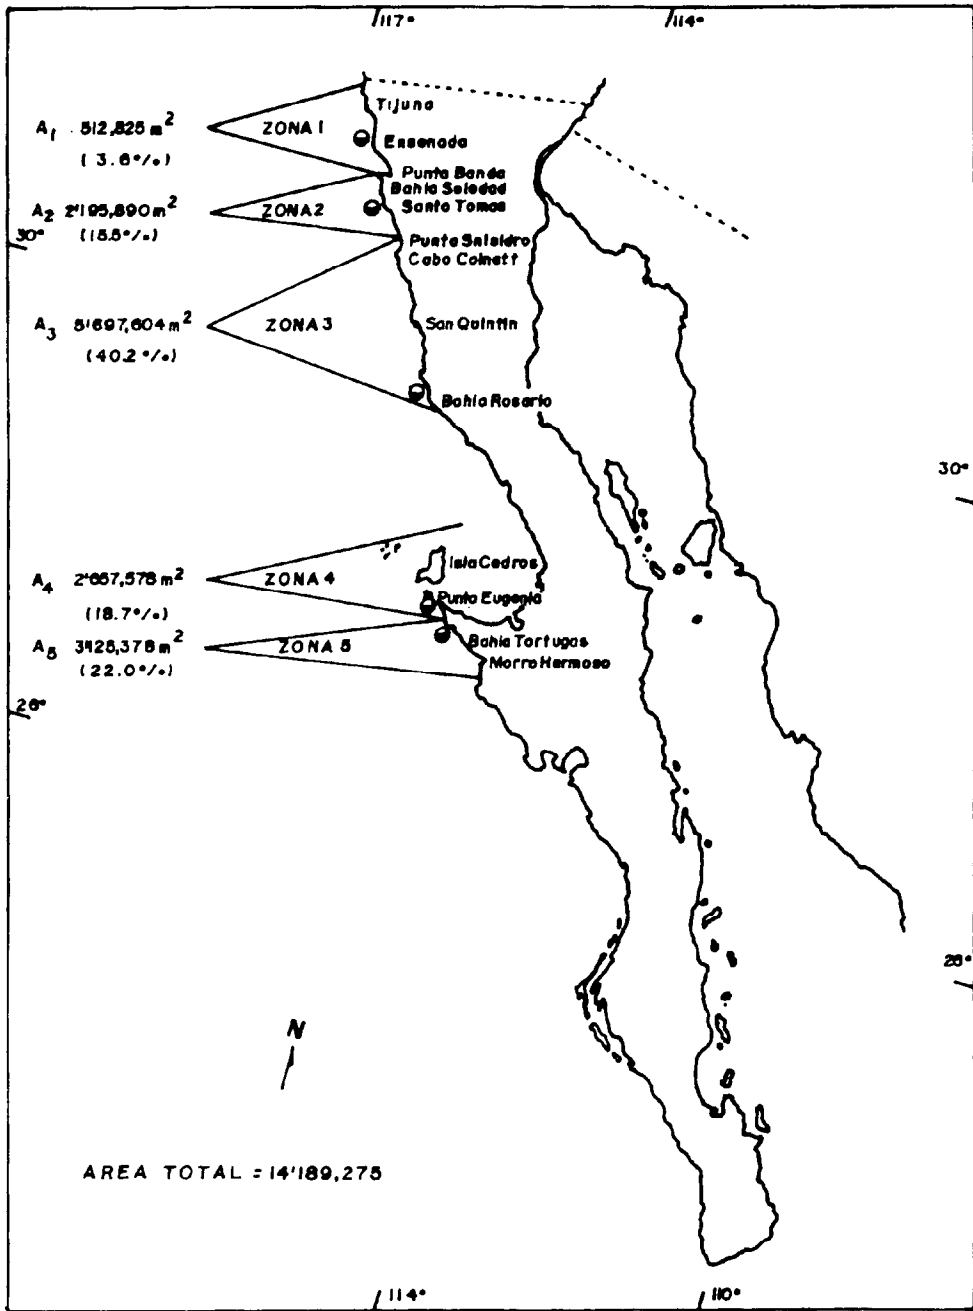 117°
114°
Tijuna
A1 512,825 m2
ZONA 1
Ensenada
(3.6%)
Punta Banda
Bahia Soledad
A2 2'195,890 m2
ZONA 2
Santo Tomas
30°
(15.5%)
Punta Snlsidro
Cabo Colnett
A3 5'697,604 m2
ZONA 3
San Quintin
(40.2%)
Bahia Rosario
30°
Isla Cedros
A4 2'657,578 m2
ZONA 4
(18.7%)
Punta Eugenia
A5 3'125,378 m2
ZONA 5
Bahia Tortugas
(22.0%)
Morro Hermoso
26°
N
AREA TOTAL = 14'189,275
114°
110°